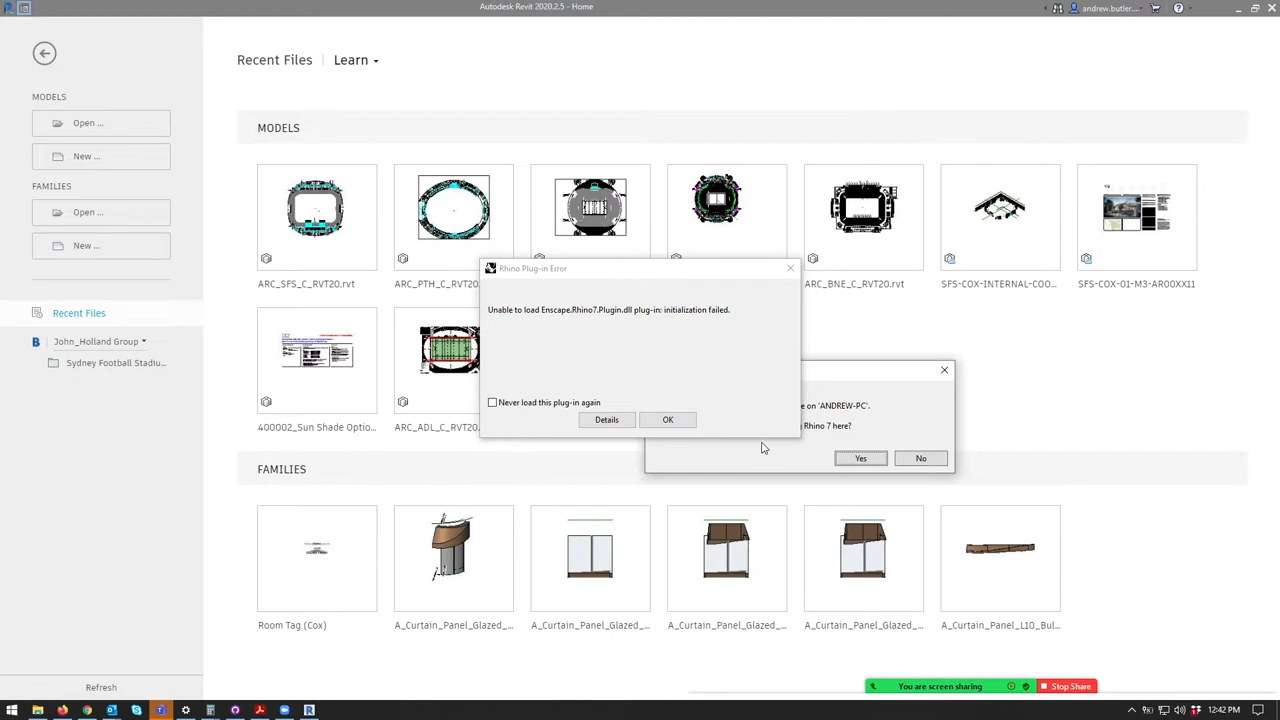 Autodesk Revit 2020.2.5 - Home
andrew.butler....
Recent Files
Learn
MODELS
Open ...
New ...
FAMILIES
Open ...
New ...
Recent Files
John_Holland Group
Sydney Football Stadiu...
Refresh
MODELS
ARC_SFS_C_RVT20.rvt
ARC_PTH_C_RVT20.
ARC_BNE_C_RVT20.rvt
SFS-COX-INTERNAL-COO...
SFS-COX-01-M3-AR00XX11
Rhino Plug-in Error
Unable to load Enscape.Rhino7.Plugin.dll plug-in: initialization failed.
Never load this plug-in again
Details
OK
e on 'ANDREW-PC'.
Rhino 7 here?
Yes
No
400002_Sun Shade Optio...
ARC_ADL_C_RVT20.
FAMILIES
Room Tag (Cox)
A_Curtain_Panel_Glazed_...
A_Curtain_Panel_Glazed_...
A_Curtain_Panel_Glazed_...
A_Curtain_Panel_Glazed_...
A_Curtain_Panel_L10_Bul...
You are screen sharing
Stop Share
12:42 PM